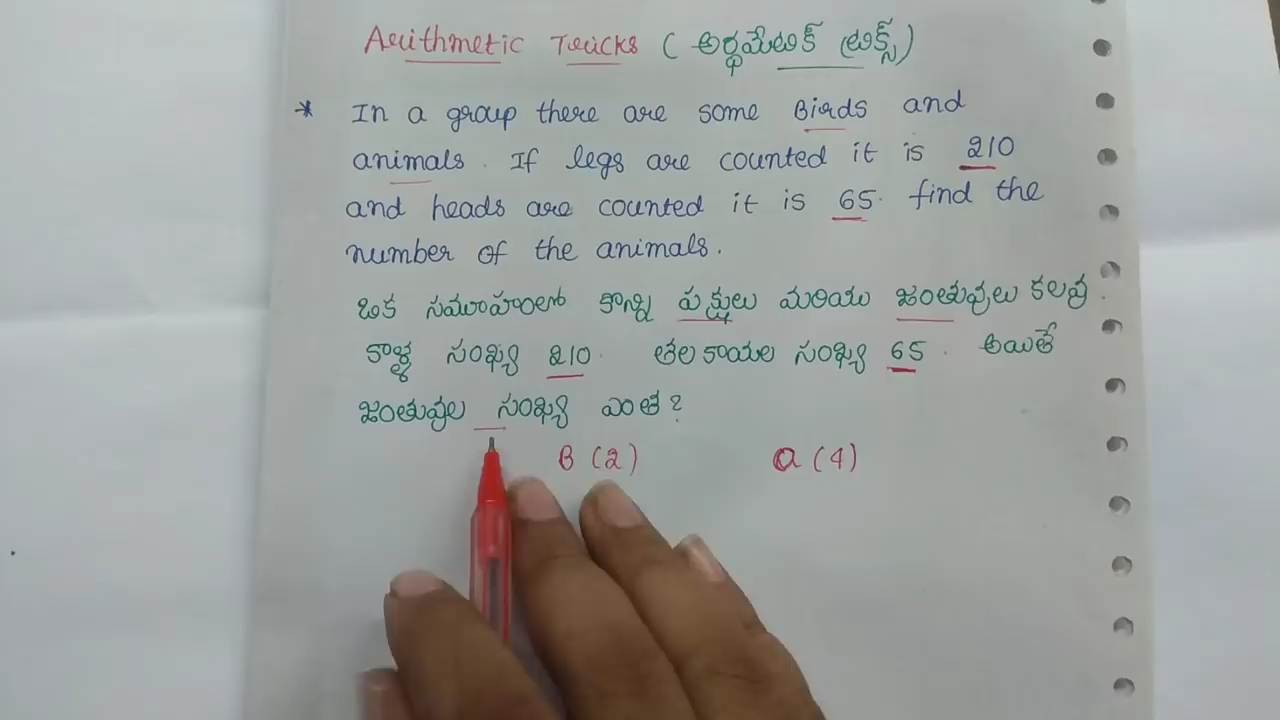 Arithmetic Tricks ( అర్థమేటిక్ ట్రిక్స్)
* In a group there are some Birds and
animals. If legs are counted it is 210
and heads are counted it is 65. find the
number of the animals.
ఒక సమూహంలో కొన్ని పక్షులు మరియు జంతువులు కలవు.
కాళ్ళ సంఖ్య 210. తలకాయల సంఖ్య 65. అయితే
జంతువుల సంఖ్య ఎంత?
B (2) a (4)